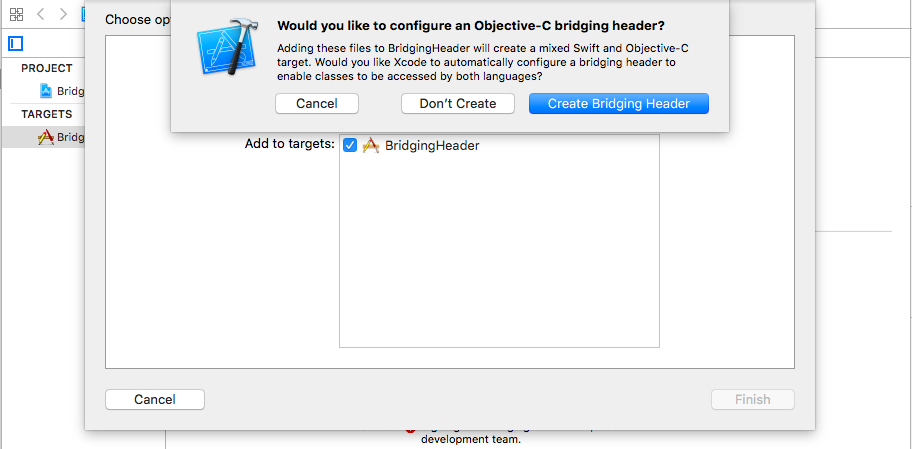 Choose op
Would you like to configure an Objective-C bridging header?
Adding these files to BridgingHeader will create a mixed Swift and Objective-C
target. Would you like Xcode to automatically configure a bridging header to
enable classes to be accessed by both languages?
Cancel
Don't Create
Create Bridging Header
PROJECT
Bridg
TARGETS
Bridg
Add to targets:
BridgingHeader
Cancel
Finish
development team.